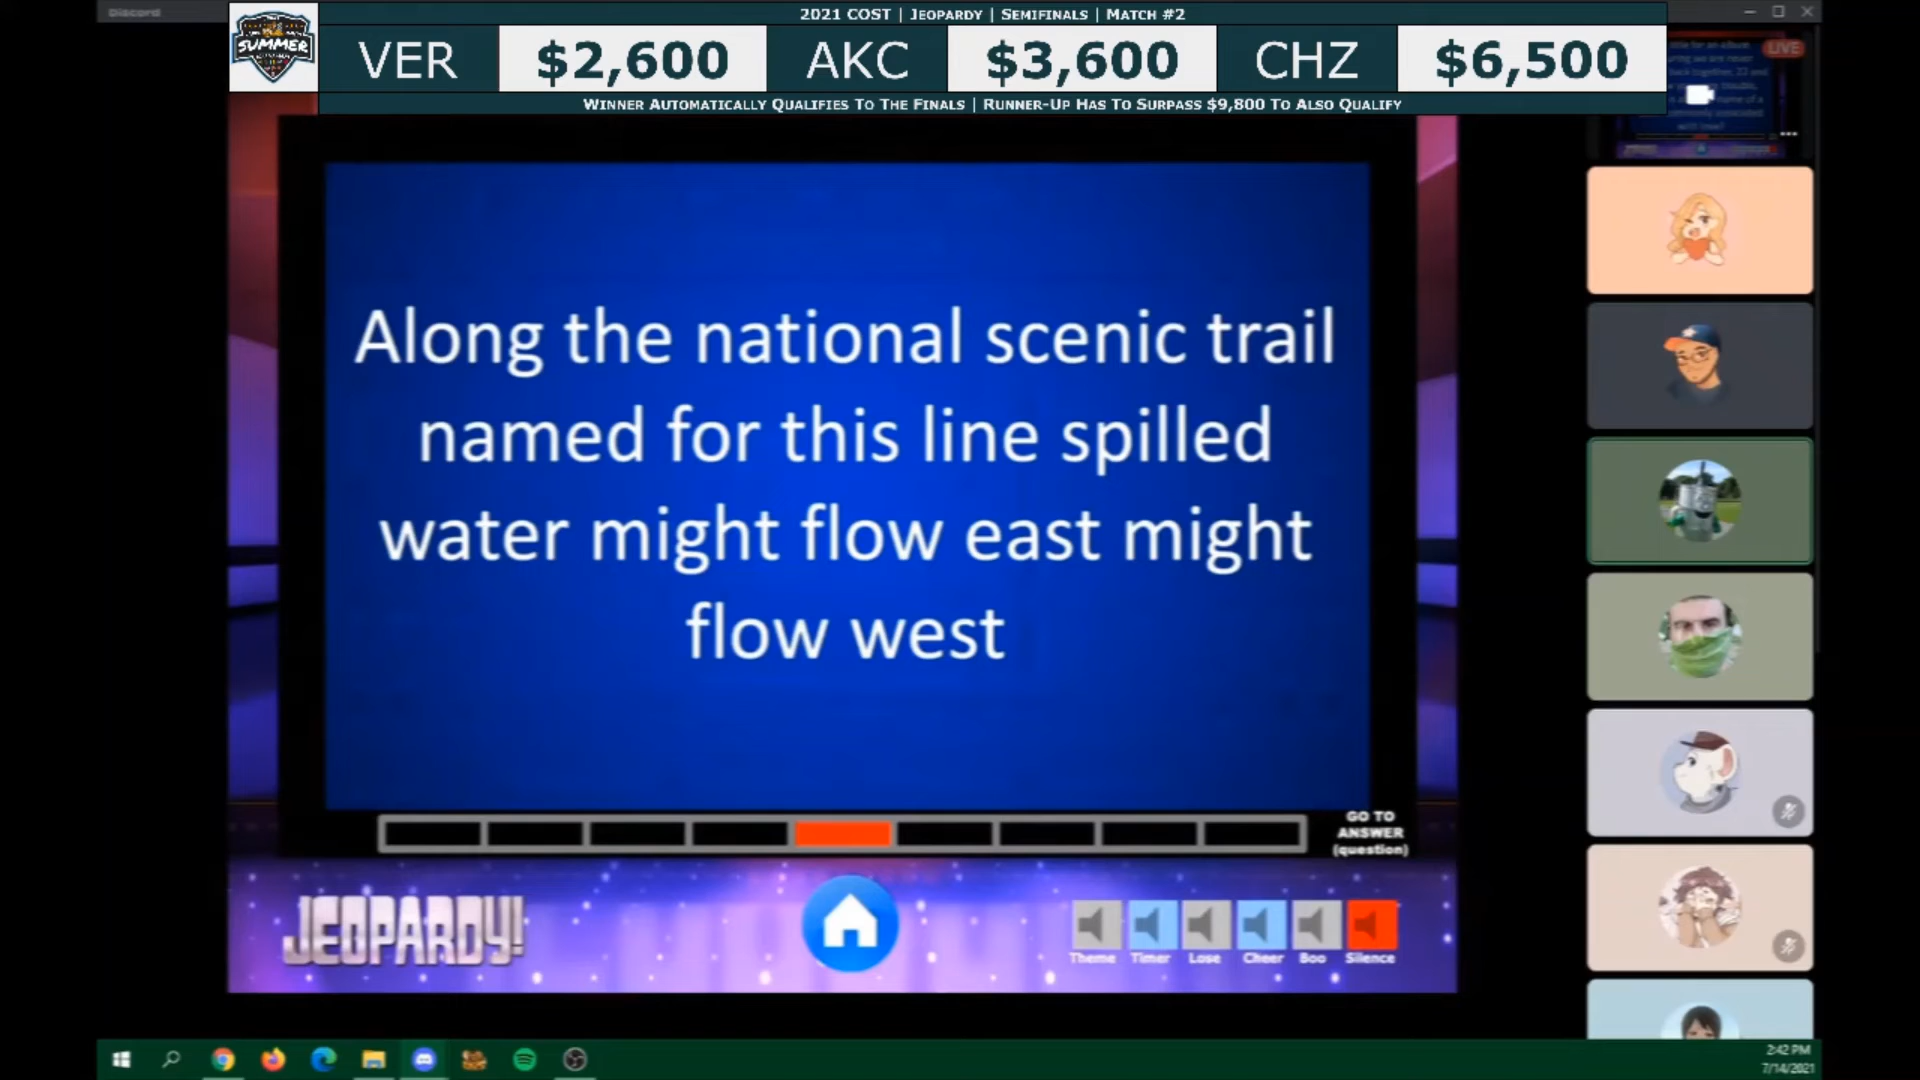 Discord
2021 COST | JEOPARDY | SEMIFINALS | MATCH #2
SUMMER
VER $2,600 AKC $3,600 CHZ $6,500
WINNER AUTOMATICALLY QUALIFIES TO THE FINALS | RUNNER-UP HAS TO SURPASS $9,800 TO ALSO QUALIFY
LIVE
Along the national scenic trail
named for this line spilled
water might flow east might
flow west
GO TO
ANSWER
(question)
JEOPARDY!
Theme Timer Lose Cheer Boo Silence
2:42 PM
7/14/2021